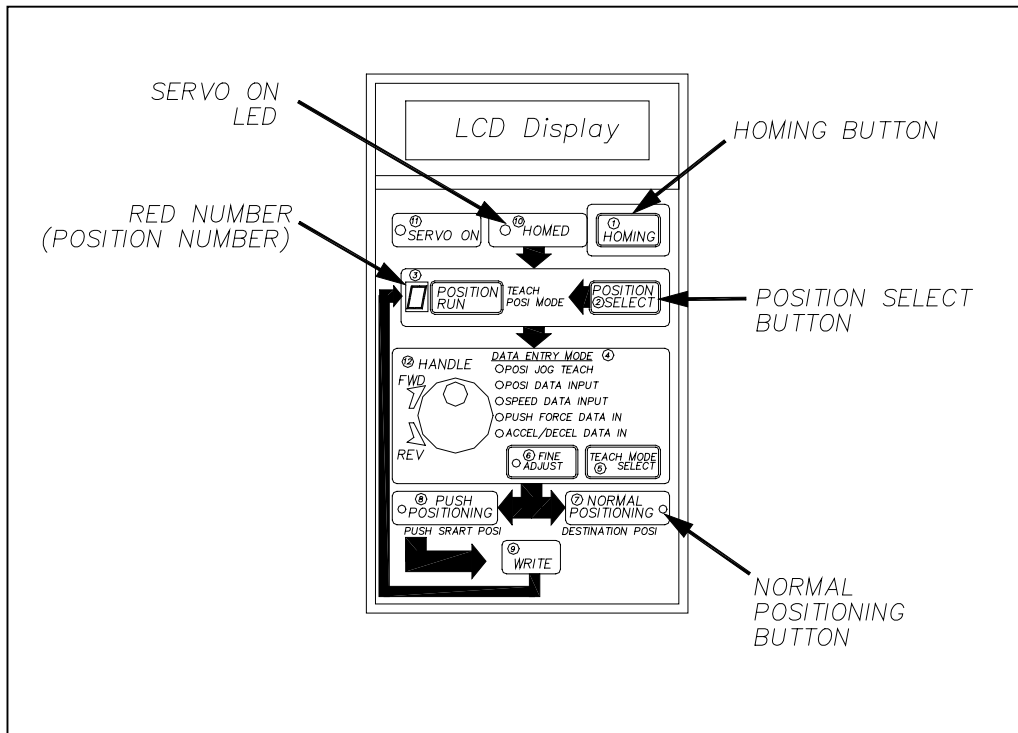 SERVO ON
LED
LCD Display
HOMING BUTTON
RED NUMBER
(POSITION NUMBER)
11
SERVO ON
10 HOMED
1
HOMING
3
POSITION
RUN
TEACH
POSI MODE
POSITION
2 SELECT
POSITION SELECT
BUTTON
12 HANDLE
FWD
REV
DATA ENTRY MODE 4
POSI JOG TEACH
POSI DATA INPUT
SPEED DATA INPUT
PUSH FORCE DATA IN
ACCEL/DECEL DATA IN
6 FINE
ADJUST
TEACH MODE
5 SELECT
8 PUSH
POSITIONING
PUSH SRART POSI
7 NORMAL
POSITIONING
DESTINATION POSI
9
WRITE
NORMAL
POSITIONING
BUTTON